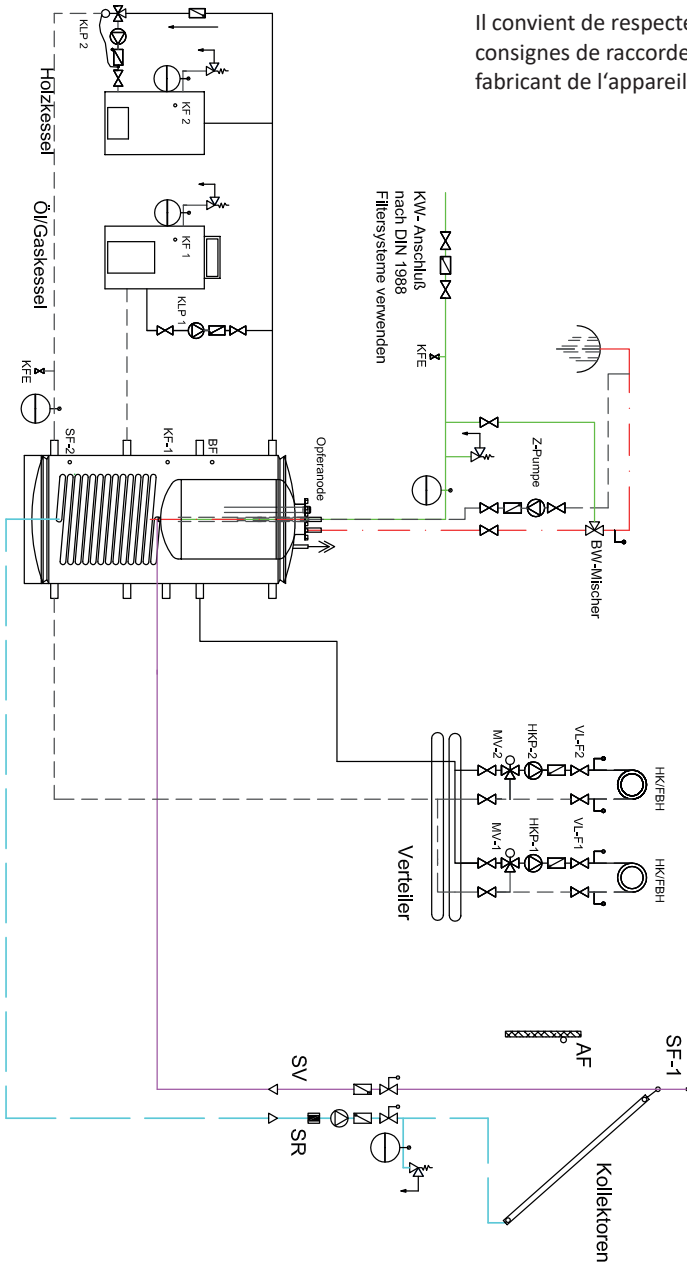 Il convient de respecte
consignes de raccorde
fabricant de l‘appareil
KLP 2
KF 2
Holzkessel
KF 1
Öl/Gaskessel
KLP 1
KFE
SF-2
KF-1
BF
Opferanode
KW- Anschluß
nach DIN 1988
Filtersysteme verwenden
KFE
Z-Pumpe
BW-Mischer
MV-2
HKP-2
VL-F2
HK/FBH
MV-1
HKP-1
VL-F1
HK/FBH
Verteiler
AF
SF-1
SV
SR
Kollektoren